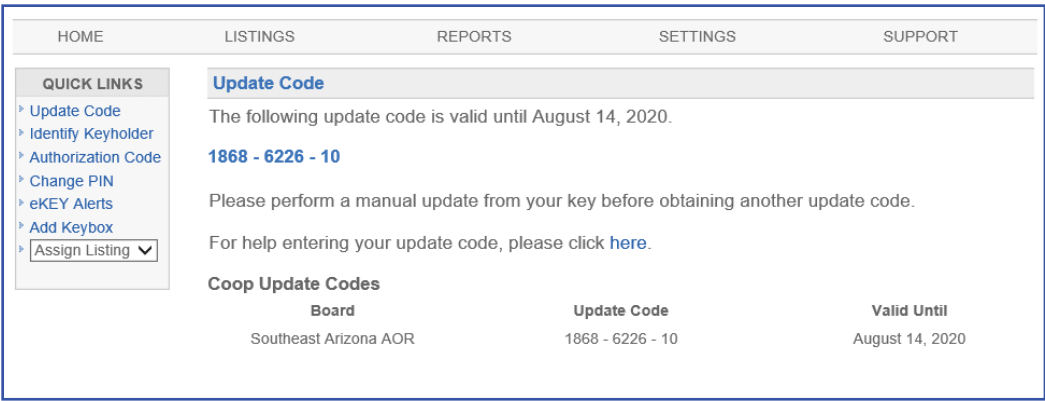 HOME LISTINGS REPORTS SETTINGS SUPPORT
QUICK LINKS
Update Code
Identify Keyholder
Authorization Code
Change PIN
eKEY Alerts
Add Keybox
Assign Listing
Update Code
The following update code is valid until August 14, 2020.
1868 - 6226 - 10
Please perform a manual update from your key before obtaining another update code.
For help entering your update code, please click here.
Coop Update Codes
Board Update Code Valid Until
Southeast Arizona AOR 1868 - 6226 - 10 August 14, 2020